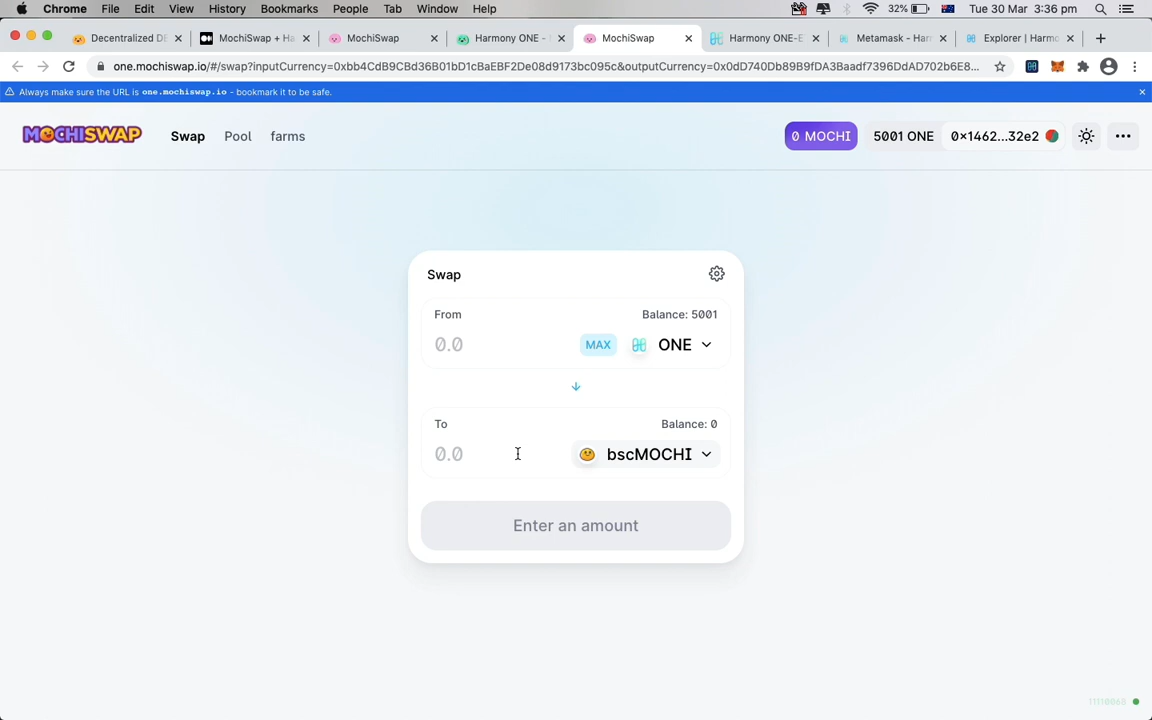 Chrome File Edit View History Bookmarks People Tab Window Help 32% Tue 30 Mar 3:36 pm
Decentralized DE MochiSwap + Ha MochiSwap Harmony ONE - MochiSwap Harmony ONE-E Metamask - Harr Explorer | Harmo
one.mochiswap.io/#/swap?inputCurrency=0xbb4CdB9CBd36B01bD1cBaEBF2De08d9173bc095c&outputCurrency=0x0dD740Db89B9fDA3Baadf7396DdAD702b6E8...
Always make sure the URL is one.mochiswap.io - bookmark it to be safe.
MOCHISWAP Swap Pool farms 0 MOCHI 5001 ONE 0x1462...32e2
Swap
From Balance: 5001
0.0 MAX ONE
To Balance: 0
0.0 bscMOCHI
Enter an amount
11110068